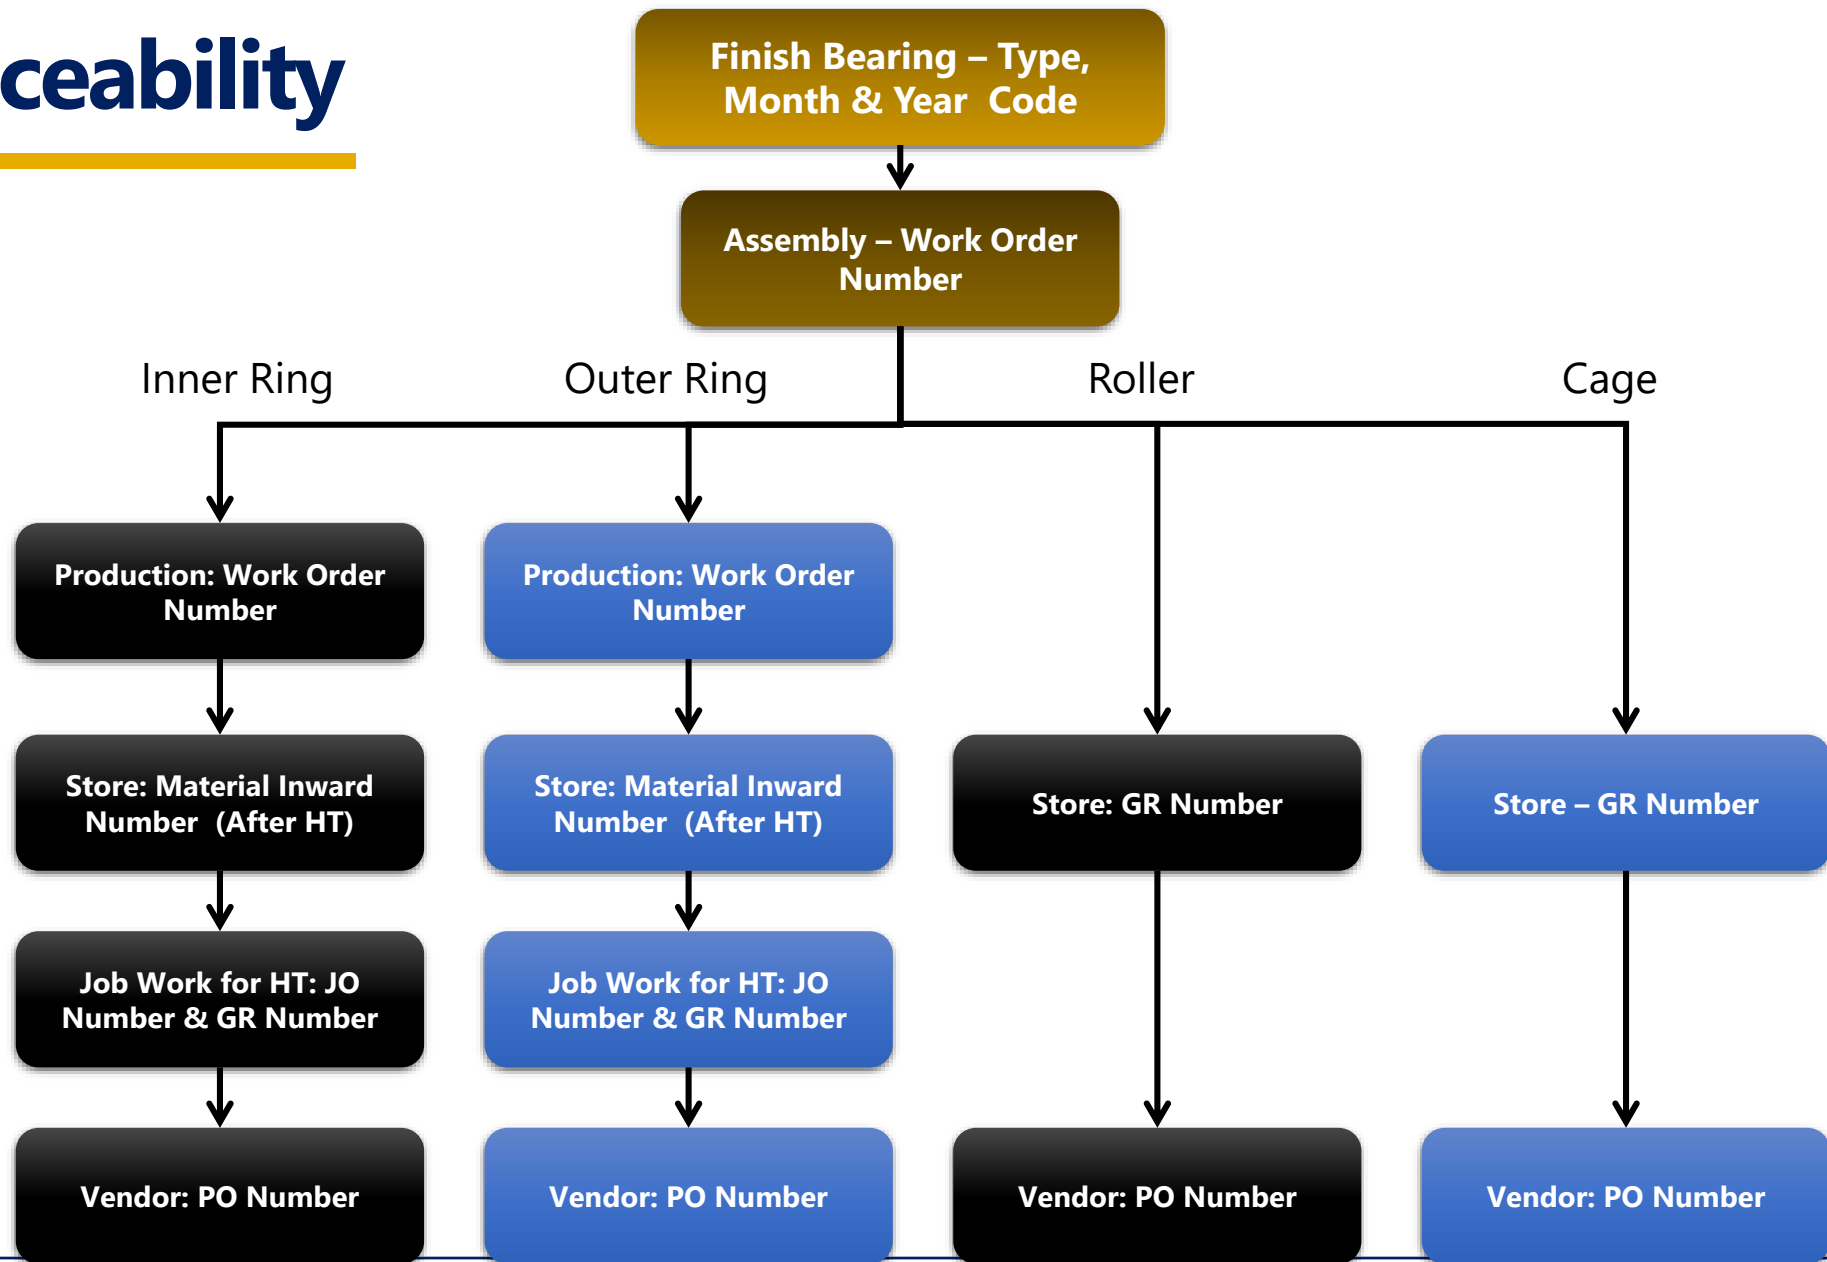 ceability
Finish Bearing – Type,
Month & Year Code
Assembly – Work Order
Number
Inner Ring
Outer Ring
Roller
Cage
Production: Work Order
Number
Production: Work Order
Number
Store: Material Inward
Number (After HT)
Store: Material Inward
Number (After HT)
Store: GR Number
Store – GR Number
Job Work for HT: JO
Number & GR Number
Job Work for HT: JO
Number & GR Number
Vendor: PO Number
Vendor: PO Number
Vendor: PO Number
Vendor: PO Number